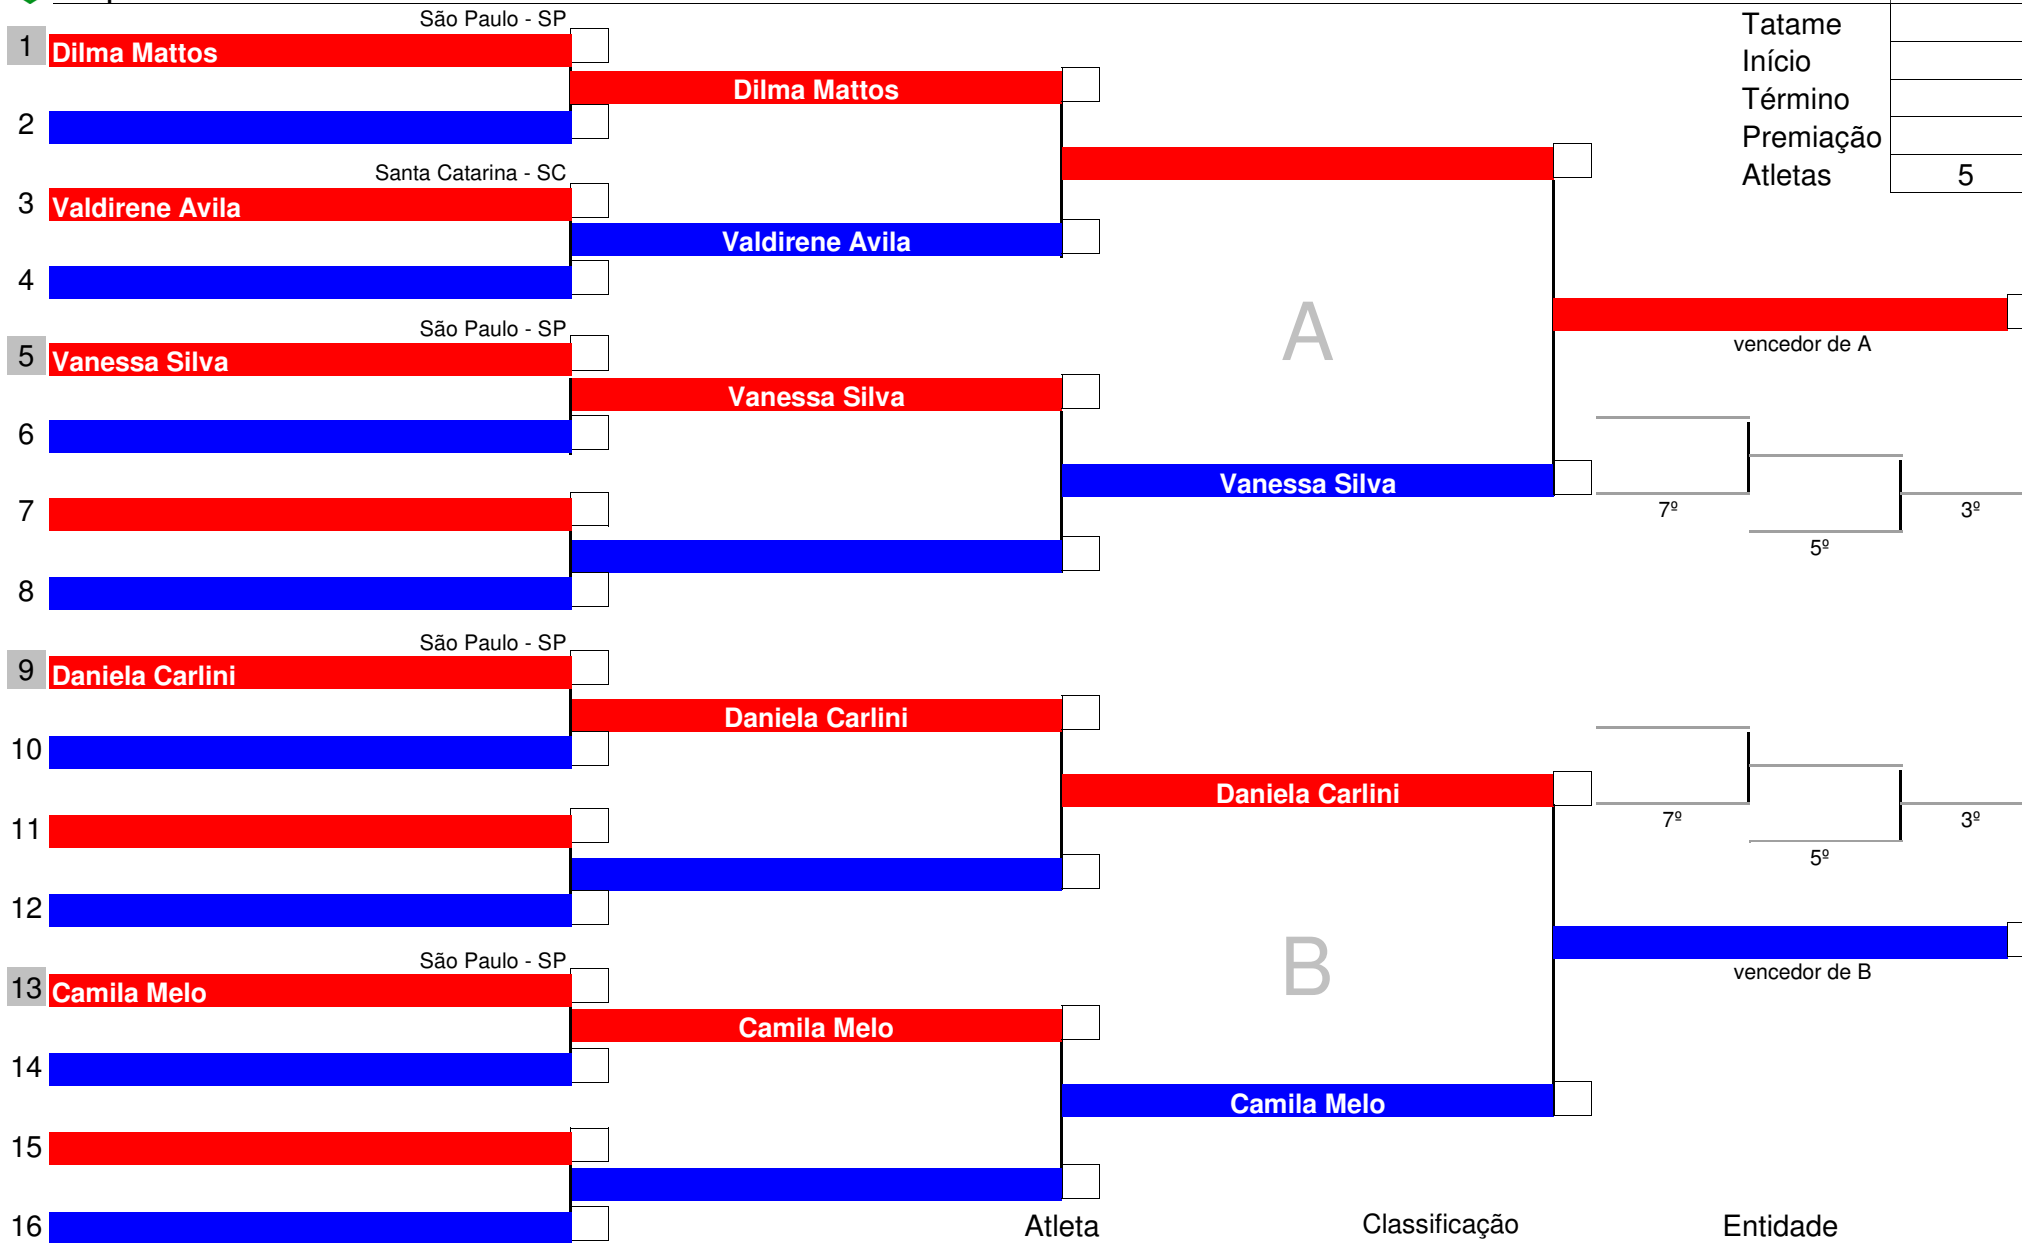 São Paulo - SP
1 Dilma Mattos
Dilma Mattos
2
Santa Catarina - SC
3 Valdirene Avila
Valdirene Avila
4
São Paulo - SP
5 Vanessa Silva
Vanessa Silva
6
Vanessa Silva
7
8
São Paulo - SP
9 Daniela Carlini
Daniela Carlini
10
Daniela Carlini
11
12
São Paulo - SP
13 Camila Melo
Camila Melo
14
Camila Melo
15
16
A
B
Tatame
Início
Término
Premiação
Atletas 5
vencedor de A
7º
3º
5º
7º
3º
5º
vencedor de B
Atleta Classificação Entidade